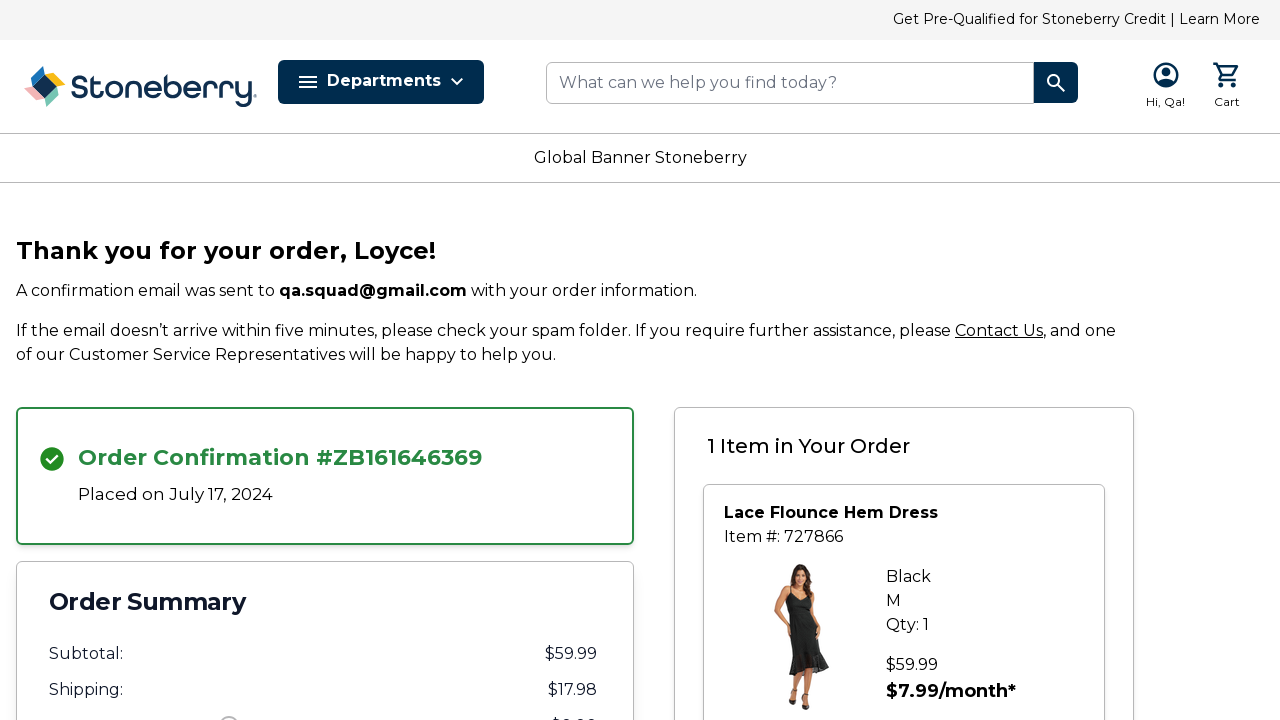 Get Pre-Qualified for Stoneberry Credit | Learn More
Stoneberry®
Departments
What can we help you find today?
Hi, Qa!
Cart
Global Banner Stoneberry
Thank you for your order, Loyce!
A confirmation email was sent to qa.squad@gmail.com with your order information.
If the email doesn’t arrive within five minutes, please check your spam folder. If you require further assistance, please Contact Us, and one
of our Customer Service Representatives will be happy to help you.
Order Confirmation #ZB161646369
Placed on July 17, 2024
Order Summary
Subtotal: $59.99
Shipping: $17.98
1 Item in Your Order
Lace Flounce Hem Dress
Item #: 727866
Black
M
Qty: 1
$59.99
$7.99/month*